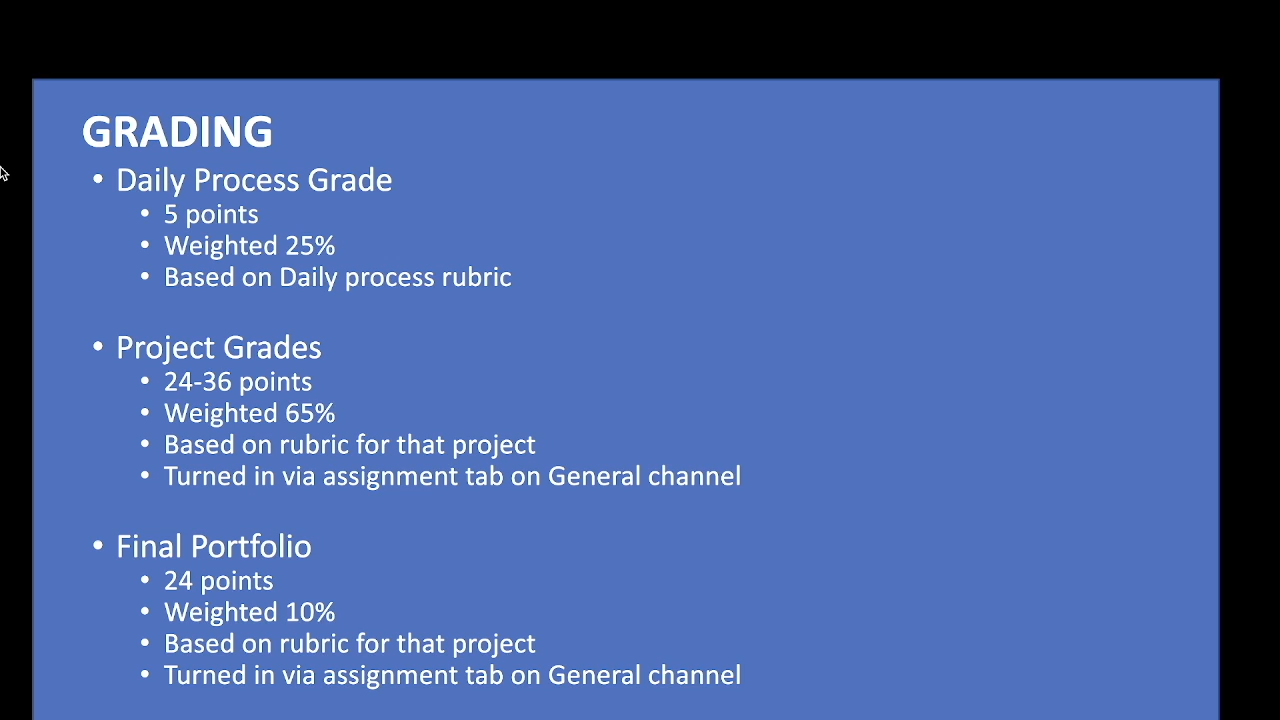 GRADING
• Daily Process Grade
• 5 points
• Weighted 25%
• Based on Daily process rubric
• Project Grades
• 24-36 points
• Weighted 65%
• Based on rubric for that project
• Turned in via assignment tab on General channel
• Final Portfolio
• 24 points
• Weighted 10%
• Based on rubric for that project
• Turned in via assignment tab on General channel